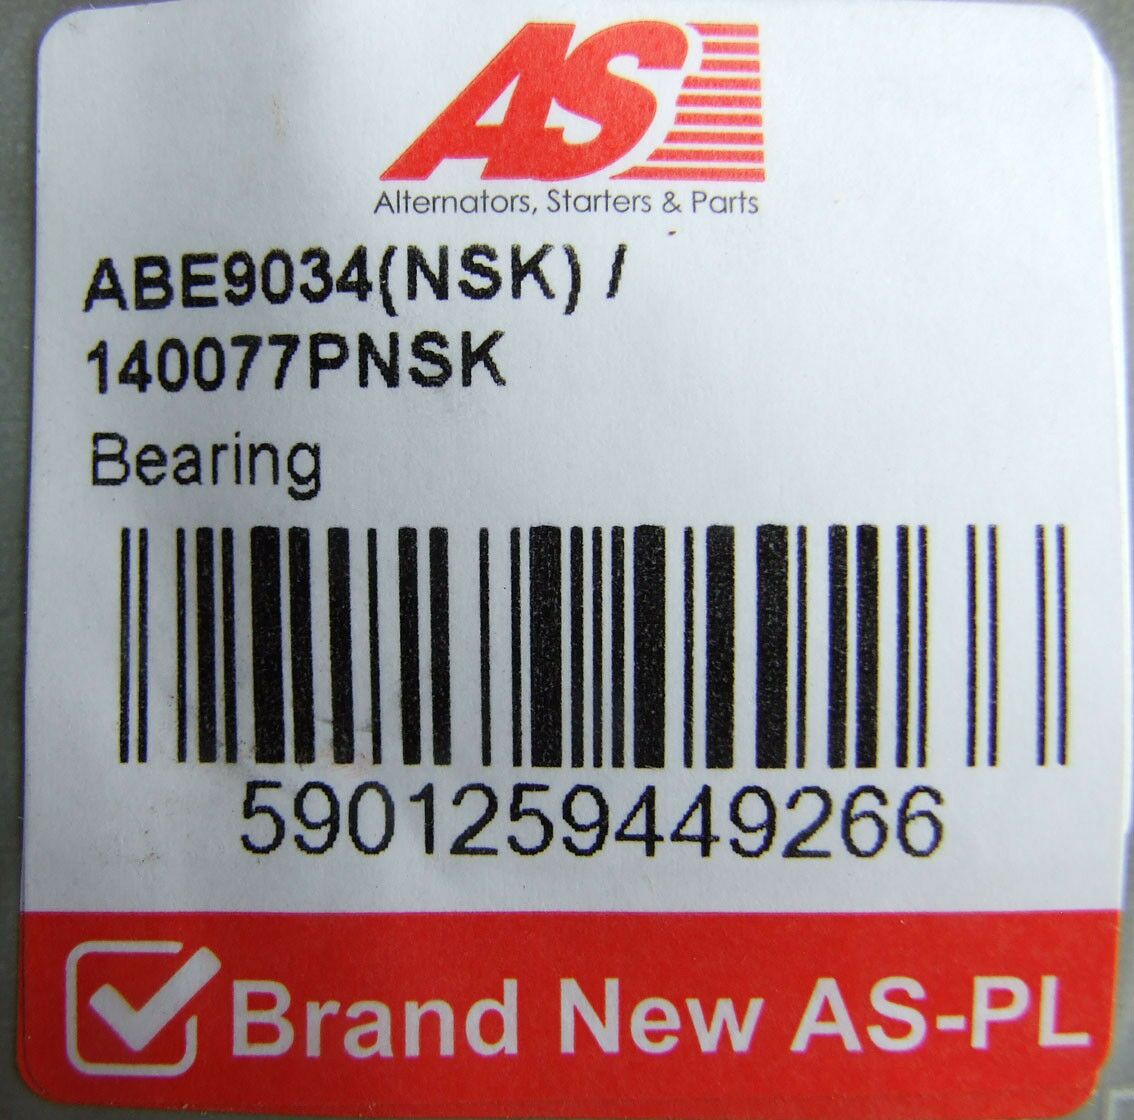 AS
Alternators, Starters & Parts
ABE9034(NSK) /
140077PNSK
Bearing
5901259449266
Brand New AS-PL